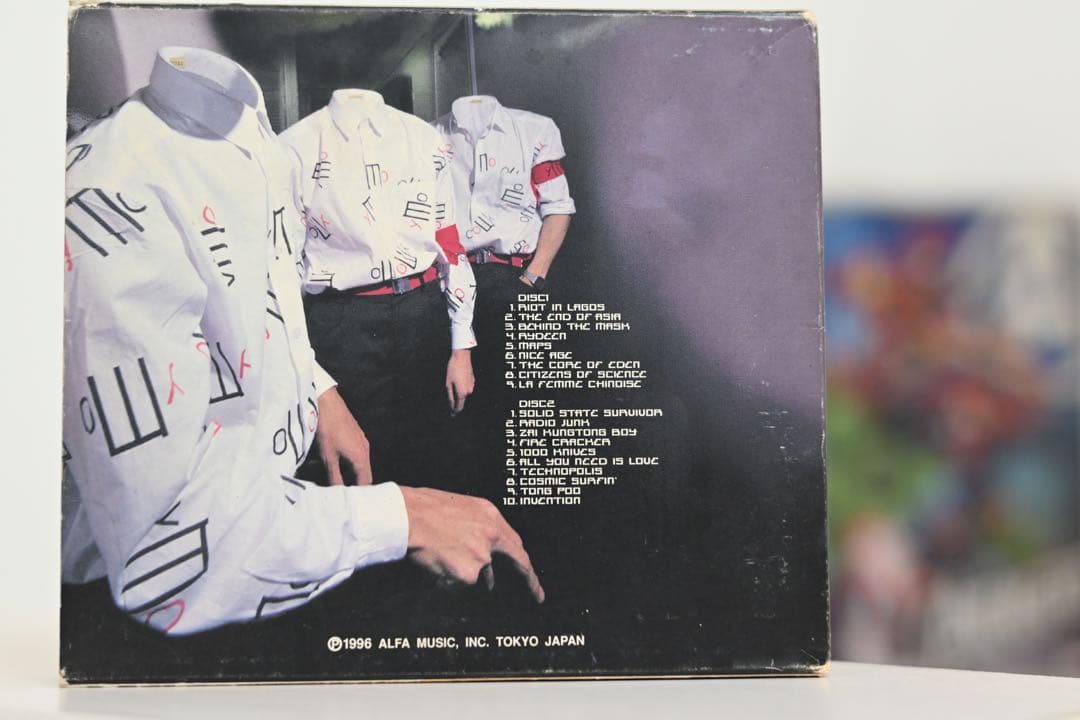 DISC1
1. RIOT IN LAGOS
2. THE END OF ASIA
3. BEHIND THE MASK
4. RYDEEN
5. MAPS
6. NICE AGE
7. THE CORE OF EDEN
8. CITIZENS OF SCIENCE
9. LA FEMME CHINOISE
DISC2
1. SOLID STATE SURVIVOR
2. RADIO JUNK
3. ZAI KUNGTONG BOY
4. FIRE CRACKER
5. 1000 KNIVES
6. ALL YOU NEED IS LOVE
7. TECHNOPOLIS
8. COSMIC SURFIN'
9. TONG POO
10. INVENTION
YMO
℗1996 ALFA MUSIC, INC. TOKYO JAPAN